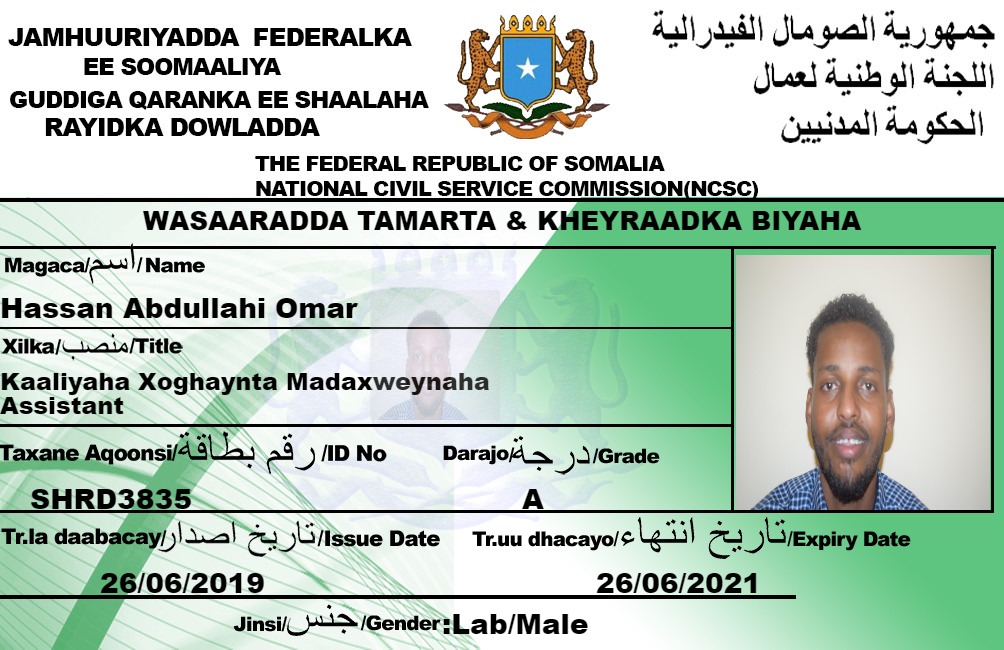 JAMHUURIYADDA FEDERALKA
EE SOOMAALIYA
GUDDIGA QARANKA EE SHAALAHA
RAYIDKA DOWLADDA
جمهورية الصومال الفيدرالية
اللجنة الوطنية لعمال
الحكومة المدنيين
THE FEDERAL REPUBLIC OF SOMALIA
NATIONAL CIVIL SERVICE COMMISSION(NCSC)
WASAARADDA TAMARTA & KHEYRAADKA BIYAHA
Magaca/اسم/Name
Hassan Abdullahi Omar
Xilka/منصب/Title
Kaaliyaha Xoghaynta Madaxweynaha
Assistant
Taxane Aqoonsi/رقم بطاقة/ID No Darajo/درجة/Grade
SHRD3835 A
Tr.la daabacay/تاريخ اصدار/Issue Date Tr.uu dhacayo/تاريخ انتهاء/Expiry Date
26/06/2019 26/06/2021
Jinsi/جنس/Gender:Lab/Male